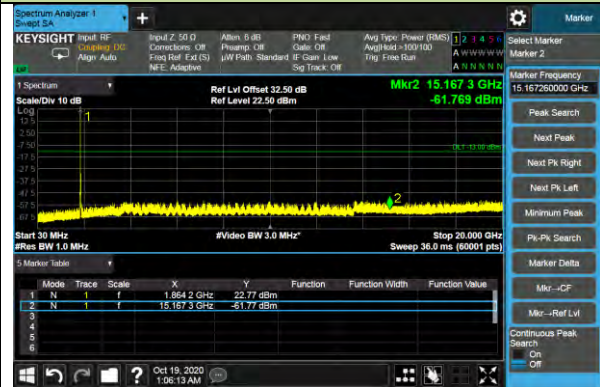 Spectrum Analyzer 1
Swept SA
+
Marker
KEYSIGHT
Input: RF
Coupling: DC
Align: Auto
Input Z: 50 Ω
Corrections: Off
Freq Ref: Ext (S)
NFE: Adaptive
Atten: 6 dB
Preamp: Off
µW Path: Standard
PNO: Fast
Gate: Off
IF Gain: Low
Sig Track: Off
Avg Type: Power (RMS)
Avg|Hold:>100/100
Trig: Free Run
1 2 3 4 5 6
A W W W W W
A N N N N N
Select Marker
Marker 2
Marker Frequency
15.167260000 GHz
Peak Search
Next Peak
Next Pk Right
Next Pk Left
Minimum Peak
Pk-Pk Search
Marker Delta
Mkr→CF
Mkr→Ref Lvl
Continuous Peak
Search
On
Off
1 Spectrum
Scale/Div 10 dB
Log
Ref Lvl Offset 32.50 dB
Ref Level 22.50 dBm
Mkr2 15.167 3 GHz
-61.769 dBm
12.5
2.50
-7.50
-17.5
-27.5
-37.5
-47.5
-57.5
-67.5
1
2
DL1 -13.00 dBm
Start 30 MHz
#Res BW 1.0 MHz
#Video BW 3.0 MHz*
Stop 20.000 GHz
Sweep 36.0 ms (60001 pts)
5 Marker Table
Mode Trace Scale X Y Function Function Width Function Value
1 N 1 f 1.864 2 GHz 22.77 dBm
2 N 1 f 15.167 3 GHz -61.77 dBm
3
4
5
6
?
Oct 19, 2020
1:06:13 AM